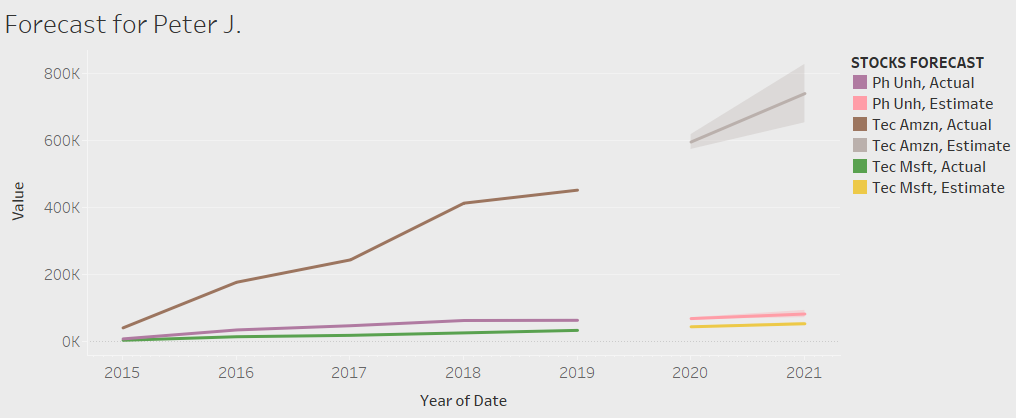 Forecast for Peter J.
800K
600K
400K
200K
0K
Value
2015 2016 2017 2018 2019 2020 2021
Year of Date
STOCKS FORECAST
Ph Unh, Actual
Ph Unh, Estimate
Tec Amzn, Actual
Tec Amzn, Estimate
Tec Msft, Actual
Tec Msft, Estimate